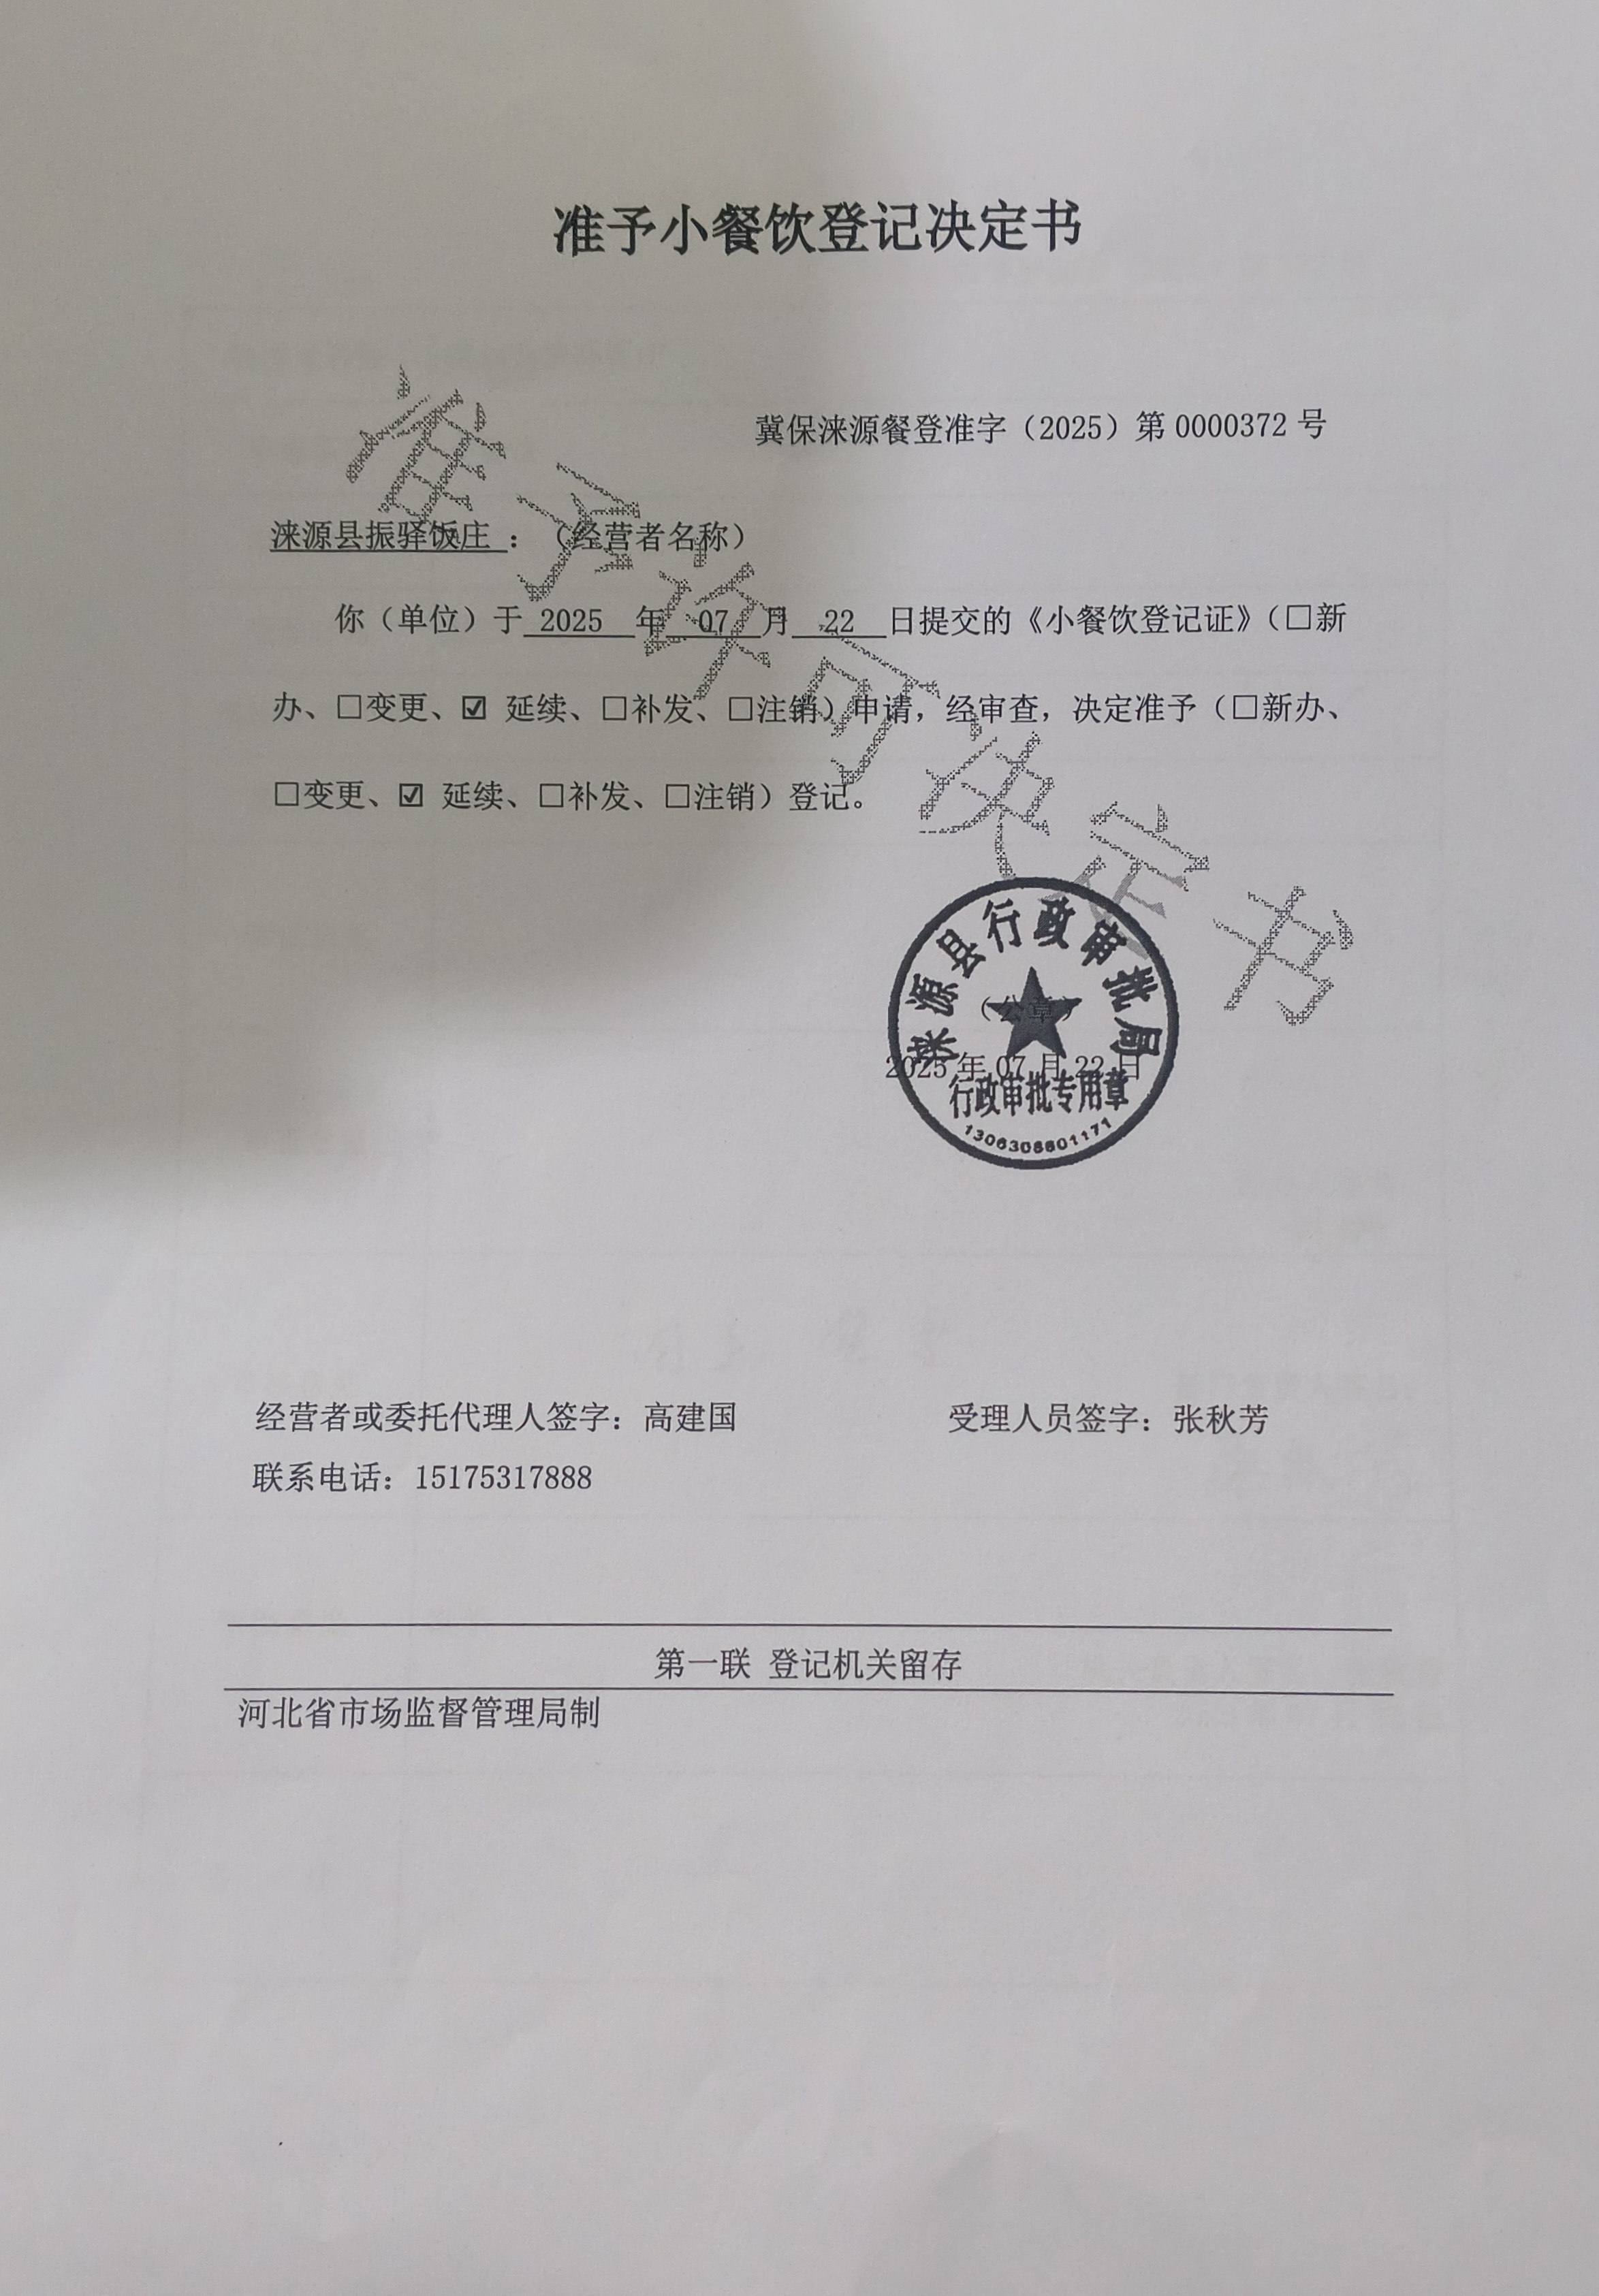 准予小餐饮登记决定书
冀保涞源餐登准字（2025）第 0000372 号
涞源县振驿饭庄 ：（经营者名称）
你（单位）于 2025 年 07 月 22 日提交的《小餐饮登记证》（☐新
办、☐变更、☑ 延续、☐补发、☐注销）申请，经审查，决定准予（☐新办、
☐变更、☑ 延续、☐补发、☐注销）登记。
准予许可决定书
涞源县行政审批局
（公章）
2025 年 07 月 22 日
行政审批专用章
1306308801171
经营者或委托代理人签字：高建国 受理人员签字：张秋芳
联系电话：15175317888
第一联 登记机关留存
河北省市场监督管理局制